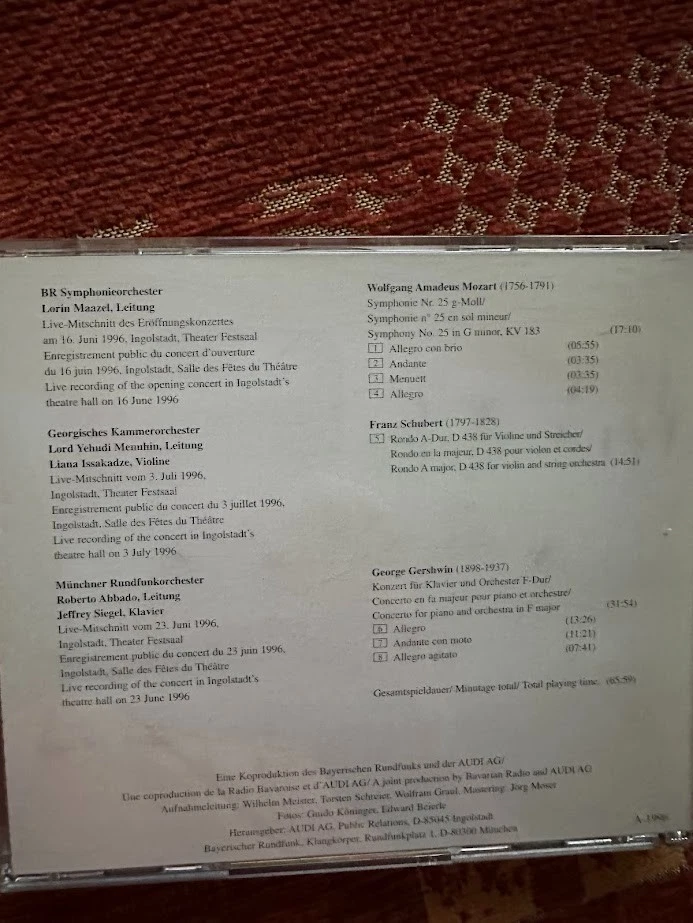 BR Symphonieorchester
Lorin Maazel, Leitung
Live-Mitschnitt des Eröffnungskonzertes
am 16. Juni 1996, Ingolstadt, Theater Festsaal
Enregistrement public du concert d'ouverture
du 16 juin 1996, Ingolstadt, Salle des Fêtes du Théâtre
Live recording of the opening concert in Ingolstadt's
theatre hall on 16 June 1996
Georgisches Kammerorchester
Lord Yehudi Menuhin, Leitung
Liana Issakadze, Violine
Live-Mitschnitt vom 3. Juli 1996,
Ingolstadt, Theater Festsaal
Enregistrement public du concert du 3 juillet 1996,
Ingolstadt, Salle des Fêtes du Théâtre
Live recording of the concert in Ingolstadt's
theatre hall on 3 July 1996
Münchner Rundfunkorchester
Roberto Abbado, Leitung
Jeffrey Siegel, Klavier
Live-Mitschnitt vom 23. Juni 1996,
Ingolstadt, Theater Festsaal
Enregistrement public du concert du 23 juin 1996,
Ingolstadt, Salle des Fêtes du Théâtre
Live recording of the concert in Ingolstadt's
theatre hall on 23 June 1996
Wolfgang Amadeus Mozart (1756-1791)
Symphonie Nr. 25 g-Moll/
Symphonie n° 25 en sol mineur/
Symphony No. 25 in G minor, KV 183 (17:10)
1 Allegro con brio (05:55)
2 Andante (03:35)
3 Menuett (03:35)
4 Allegro (04:19)
Franz Schubert (1797-1828)
5 Rondo A-Dur, D 438 für Violine und Streicher/
Rondo en la majeur, D 438 pour violon et cordes/
Rondo A major, D 438 for violin and string orchestra (14:51)
George Gershwin (1898-1937)
Konzert für Klavier und Orchester F-Dur/
Concerto en fa majeur pour piano et orchestre/
Concerto for piano and orchestra in F major (31:54)
6 Allegro (13:26)
7 Andante con moto (11:21)
8 Allegro agitato (07:41)
Gesamtspieldauer/ Minutage total/ Total playing time. (65:59)
Eine Koproduktion des Bayerischen Rundfunks und der AUDI AG/
Une coproduction de la Radio Bavaroise et d'AUDI AG/ A joint production by Bavarian Radio and AUDI AG
Aufnahmeleitung: Wilhelm Meister, Torsten Schreier, Wolfram Graul. Mastering: Jörg Moser
Fotos: Guido Köninger, Edward Beierle
Herausgeber: AUDI AG, Public Relations, D-85045 Ingolstadt
Bayerischer Rundfunk, Klangkörper, Rundfunkplatz 1, D-80300 München
A-1996